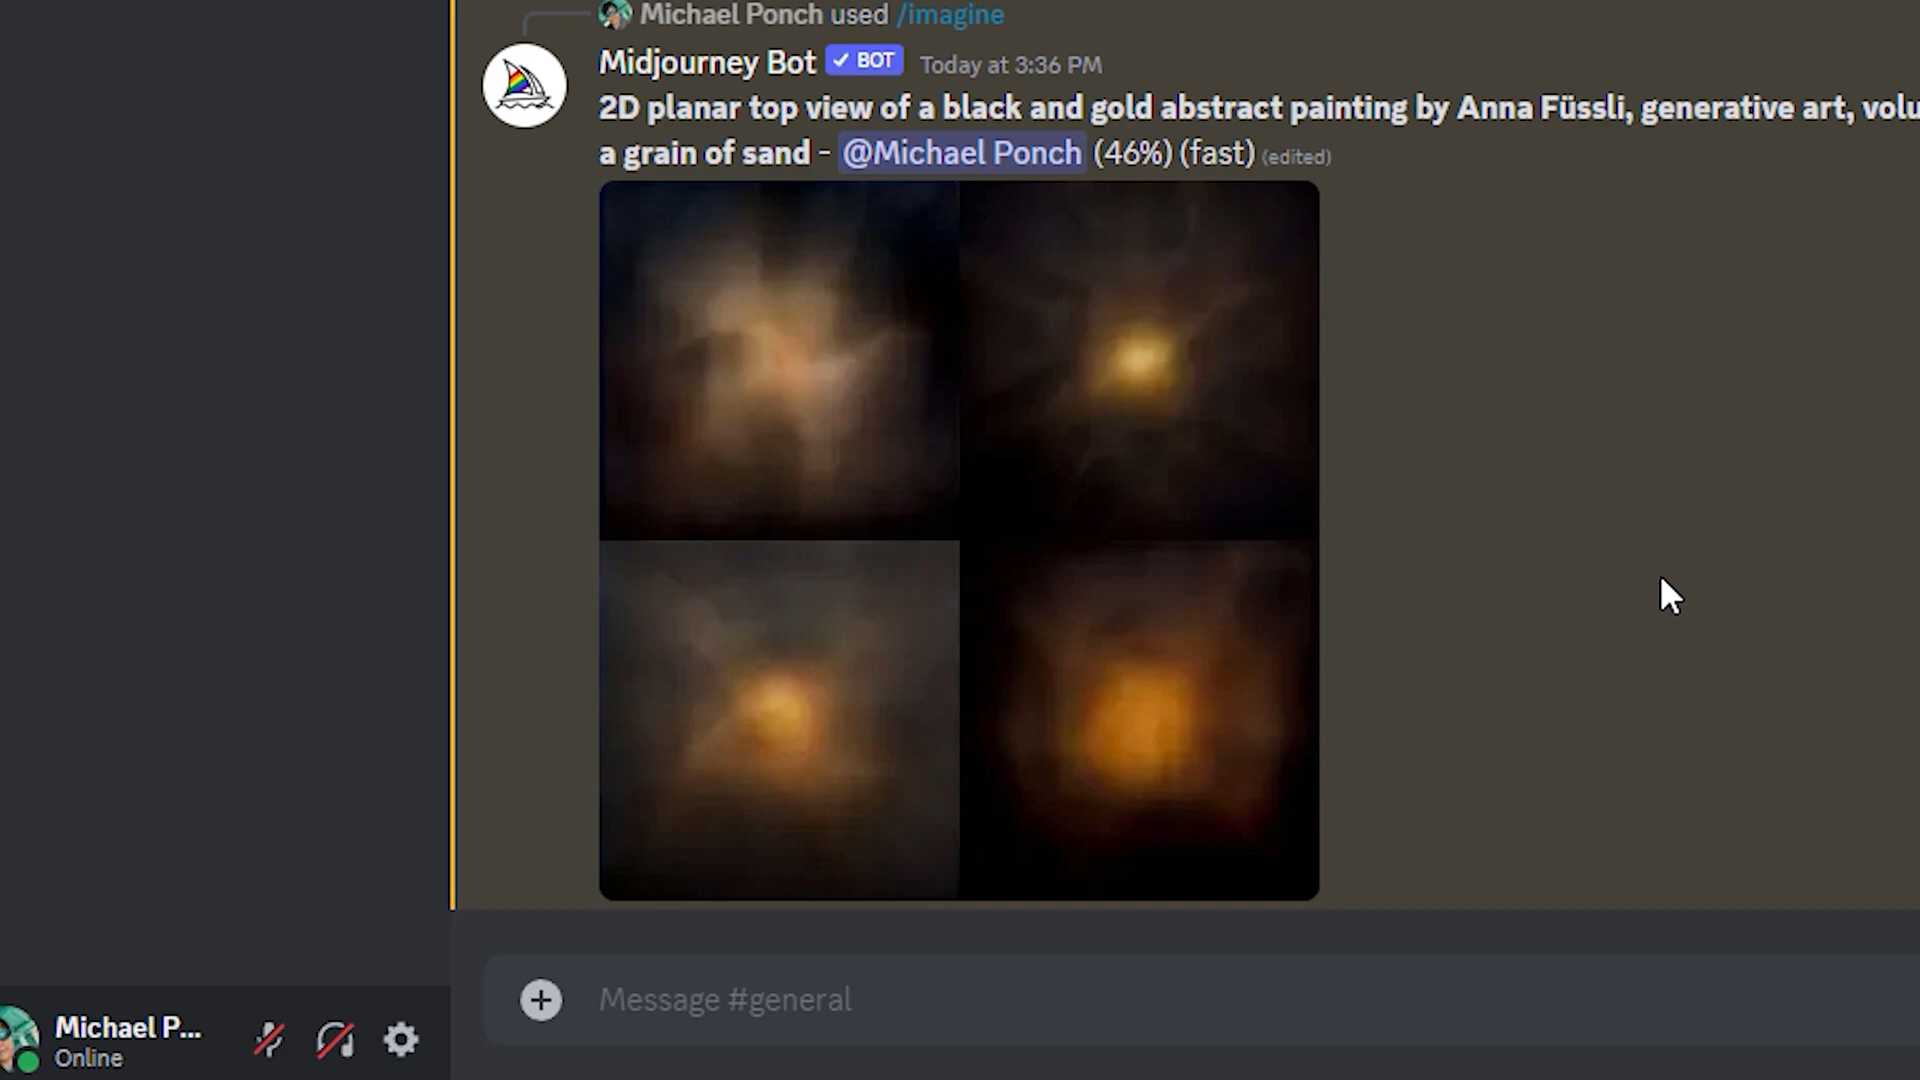 Michael Ponch used /imagine
Midjourney Bot ✓ BOT Today at 3:36 PM
2D planar top view of a black and gold abstract painting by Anna Füssli, generative art, volu
a grain of sand - @Michael Ponch (46%) (fast) (edited)
Message #general
Michael P...
Online